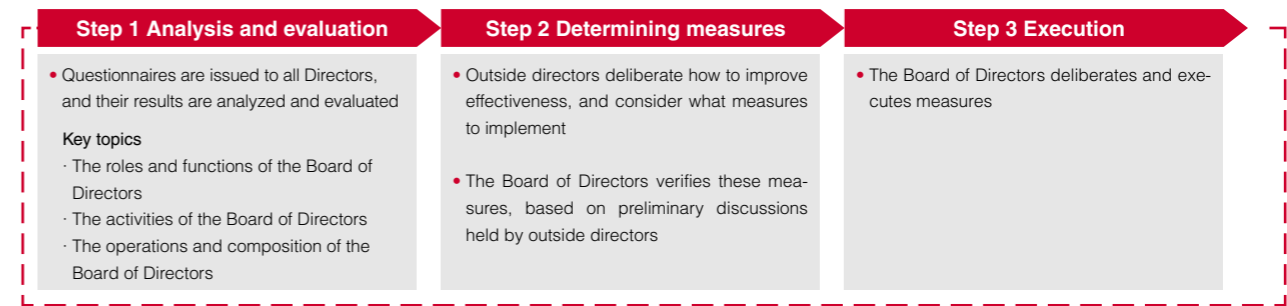 Step 1 Analysis and evaluation
• Questionnaires are issued to all Directors,
and their results are analyzed and evaluated
Key topics
· The roles and functions of the Board of
Directors
· The activities of the Board of Directors
· The operations and composition of the
Board of Directors
Step 2 Determining measures
• Outside directors deliberate how to improve
effectiveness, and consider what measures
to implement
• The Board of Directors verifies these mea-
sures, based on preliminary discussions
held by outside directors
Step 3 Execution
• The Board of Directors deliberates and exe-
cutes measures